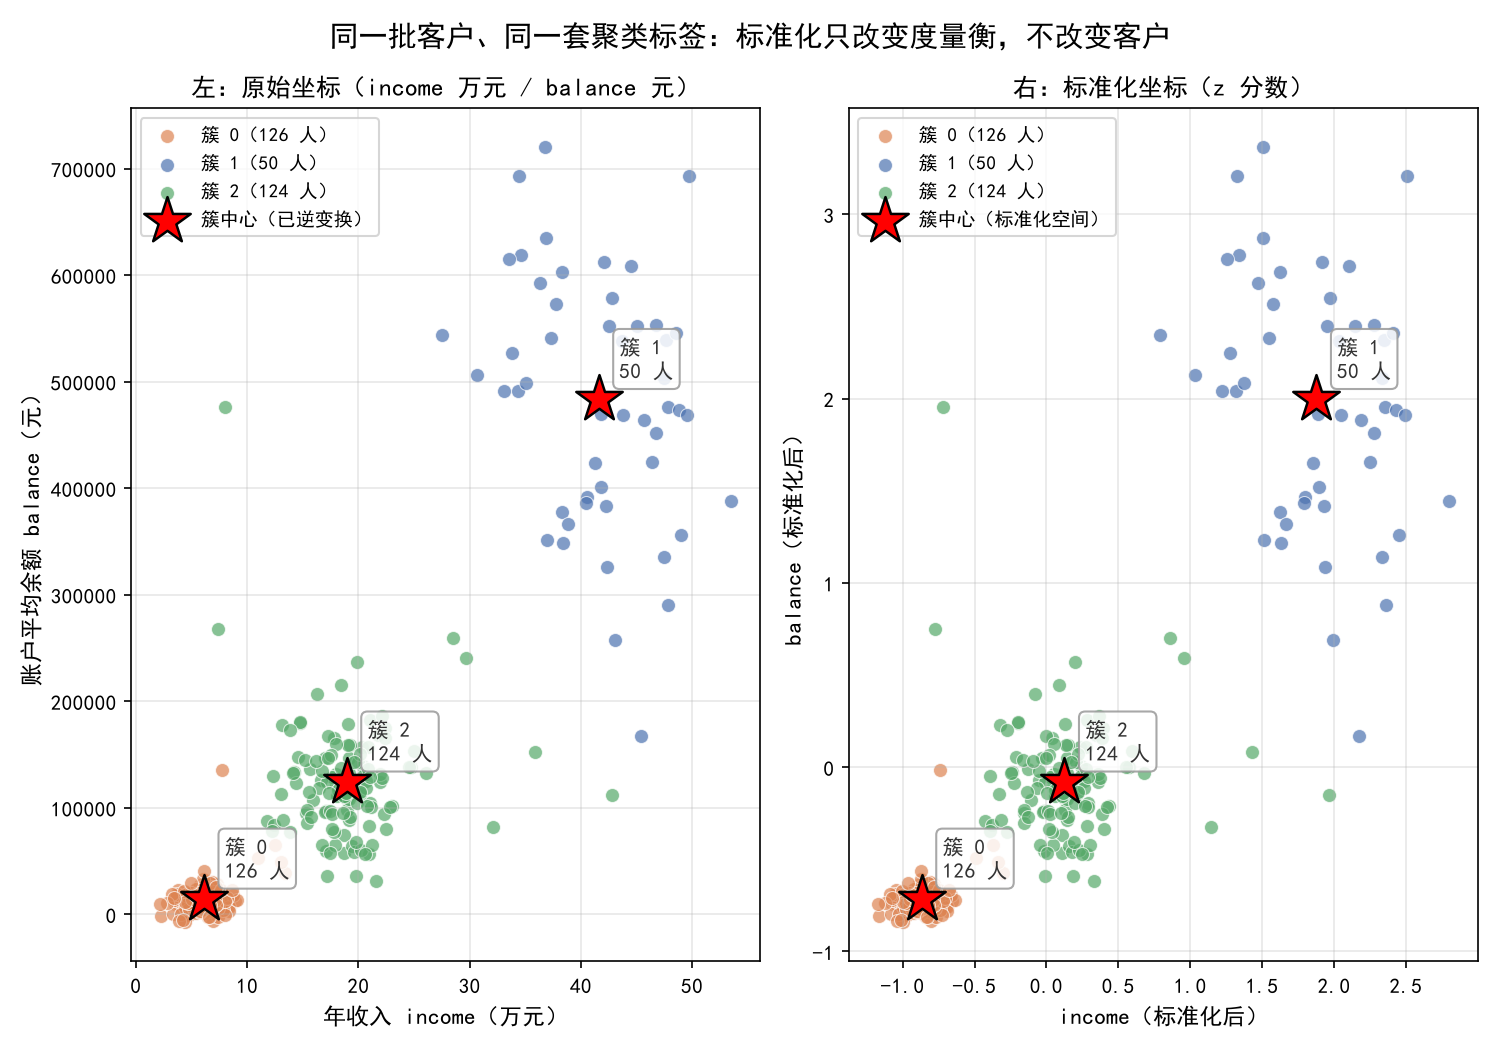 同一批客户、同一套聚类标签：标准化只改变度量衡，不改变客户
左：原始坐标（income 万元 / balance 元）
簇 0（126 人）
簇 1（50 人）
簇 2（124 人）
簇中心（已逆变换）
700000
600000
500000
400000
300000
200000
100000
0
账户平均余额 balance（元）
簇 1
50 人
簇 2
124 人
簇 0
126 人
0 10 20 30 40 50
年收入 income（万元）
右：标准化坐标（z 分数）
簇 0（126 人）
簇 1（50 人）
簇 2（124 人）
簇中心（标准化空间）
3
2
1
0
−1
balance（标准化后）
簇 1
50 人
簇 2
124 人
簇 0
126 人
−1.0 −0.5 0.0 0.5 1.0 1.5 2.0 2.5
income（标准化后）